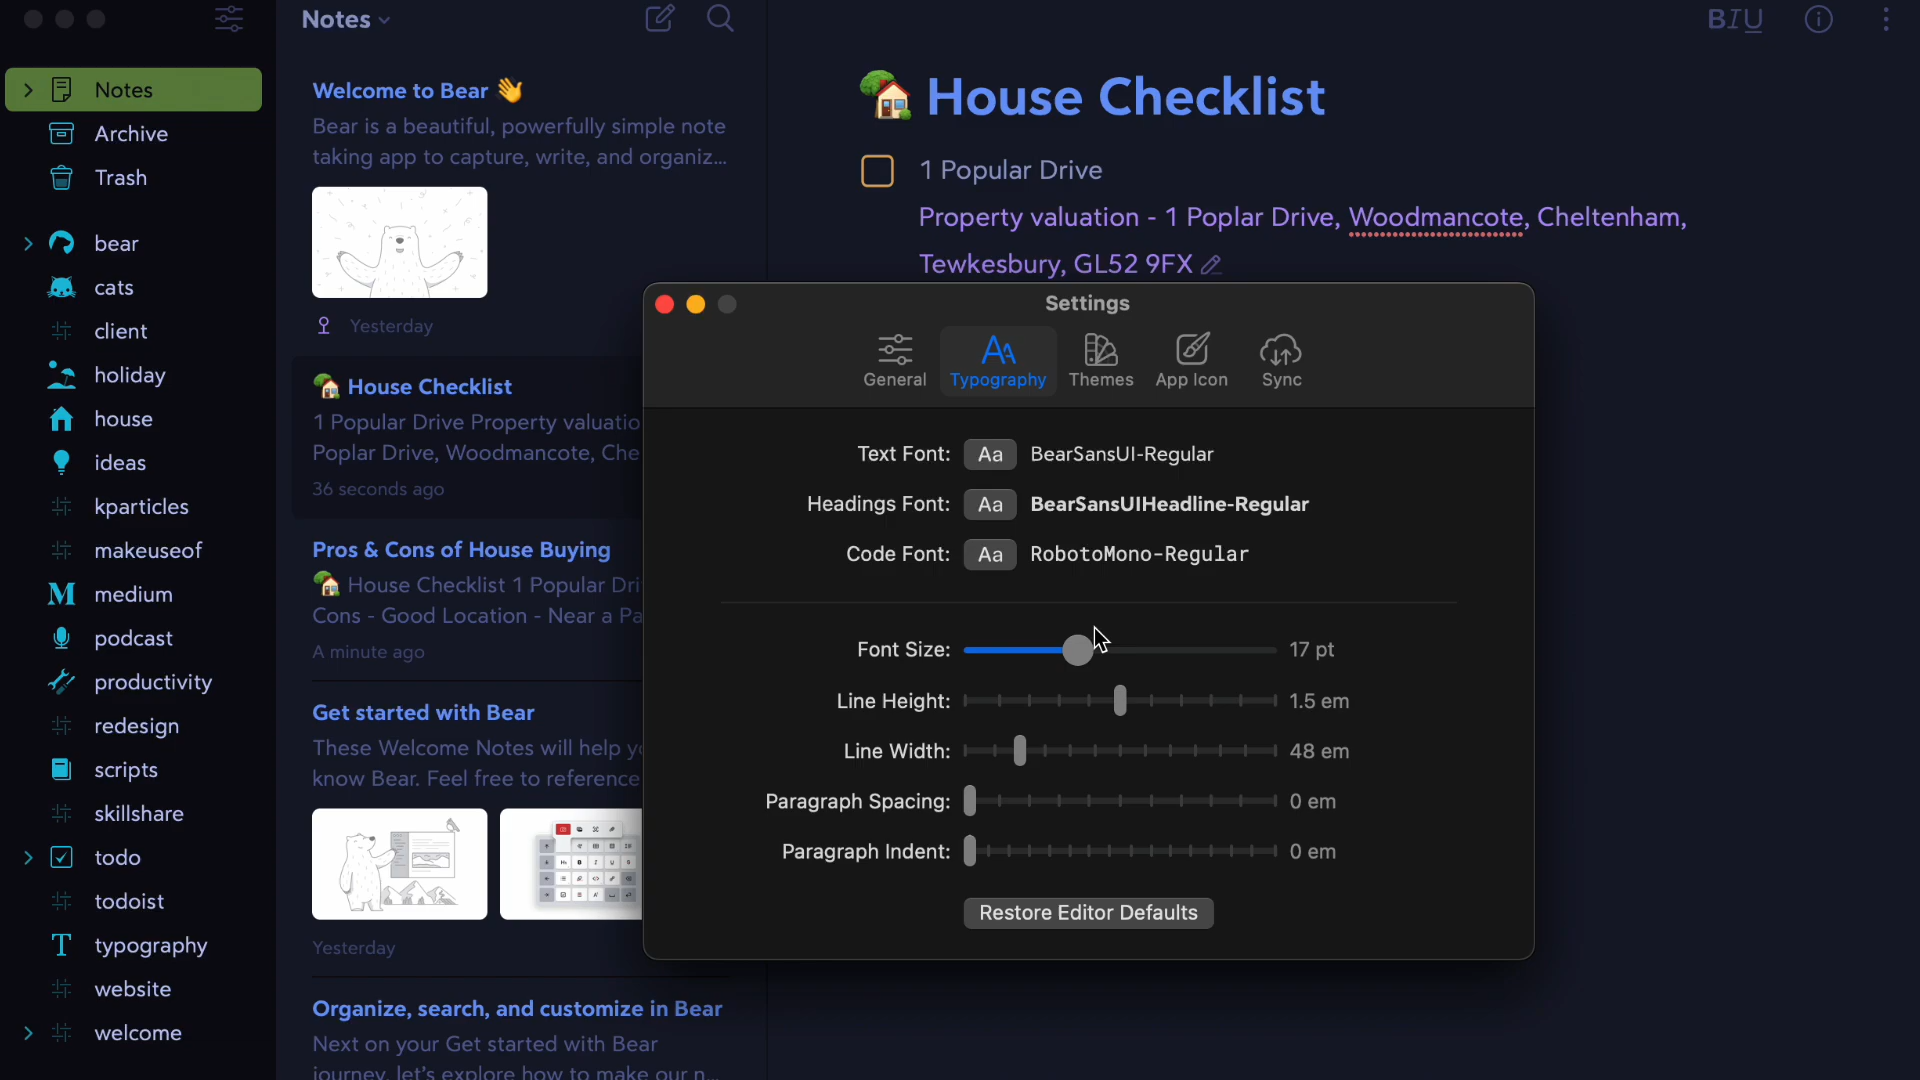 Notes
Archive
Trash
bear
cats
client
holiday
house
ideas
kparticles
makeuseof
medium
podcast
productivity
redesign
scripts
skillshare
todo
todoist
typography
website
welcome
Notes
Welcome to Bear 👋
Bear is a beautiful, powerfully simple note
taking app to capture, write, and organiz...
Yesterday
🏡 House Checklist
1 Popular Drive Property valuatio
Poplar Drive, Woodmancote, Che
36 seconds ago
Pros & Cons of House Buying
🏡 House Checklist 1 Popular Dri
Cons - Good Location - Near a Pa
A minute ago
Get started with Bear
These Welcome Notes will help yo
know Bear. Feel free to reference
Yesterday
Organize, search, and customize in Bear
Next on your Get started with Bear
journey, let's explore how to make our n...
BIU
🏡 House Checklist
1 Popular Drive
Property valuation - 1 Poplar Drive, Woodmancote, Cheltenham,
Tewkesbury, GL52 9FX
Settings
General
Typography
Themes
App Icon
Sync
Text Font: Aa BearSansUI-Regular
Headings Font: Aa BearSansUIHeadline-Regular
Code Font: Aa RobotoMono-Regular
Font Size: 17 pt
Line Height: 1.5 em
Line Width: 48 em
Paragraph Spacing: 0 em
Paragraph Indent: 0 em
Restore Editor Defaults